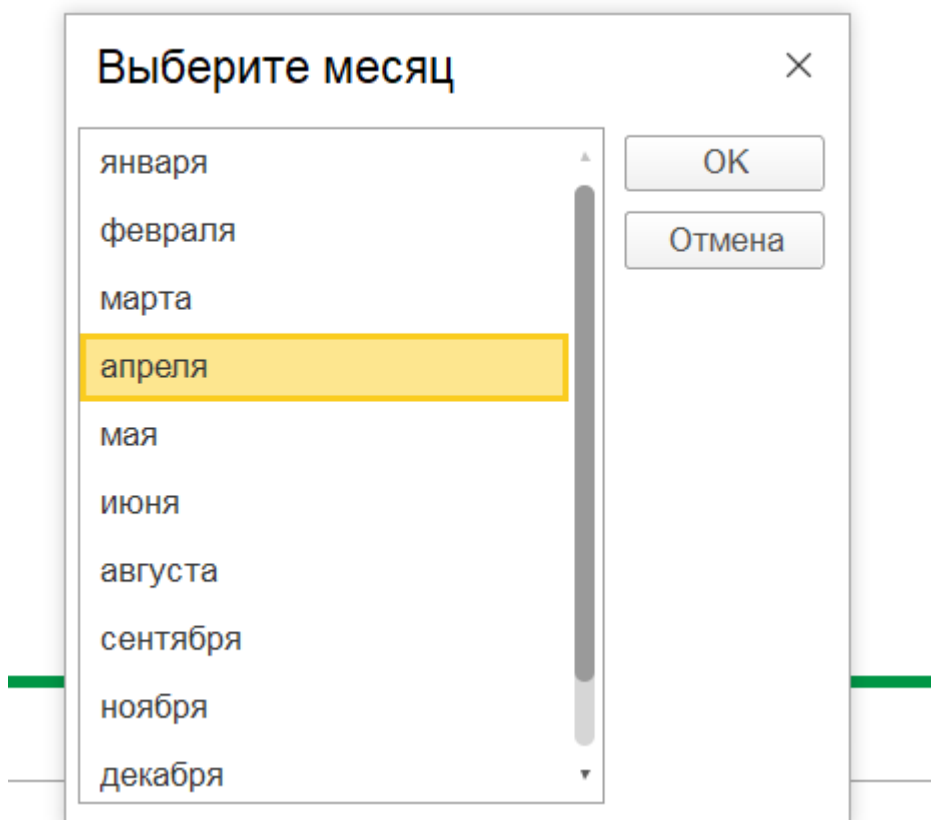 Выберите месяц
января
OK
февраля
Отмена
марта
апреля
мая
июня
августа
сентября
ноября
декабря